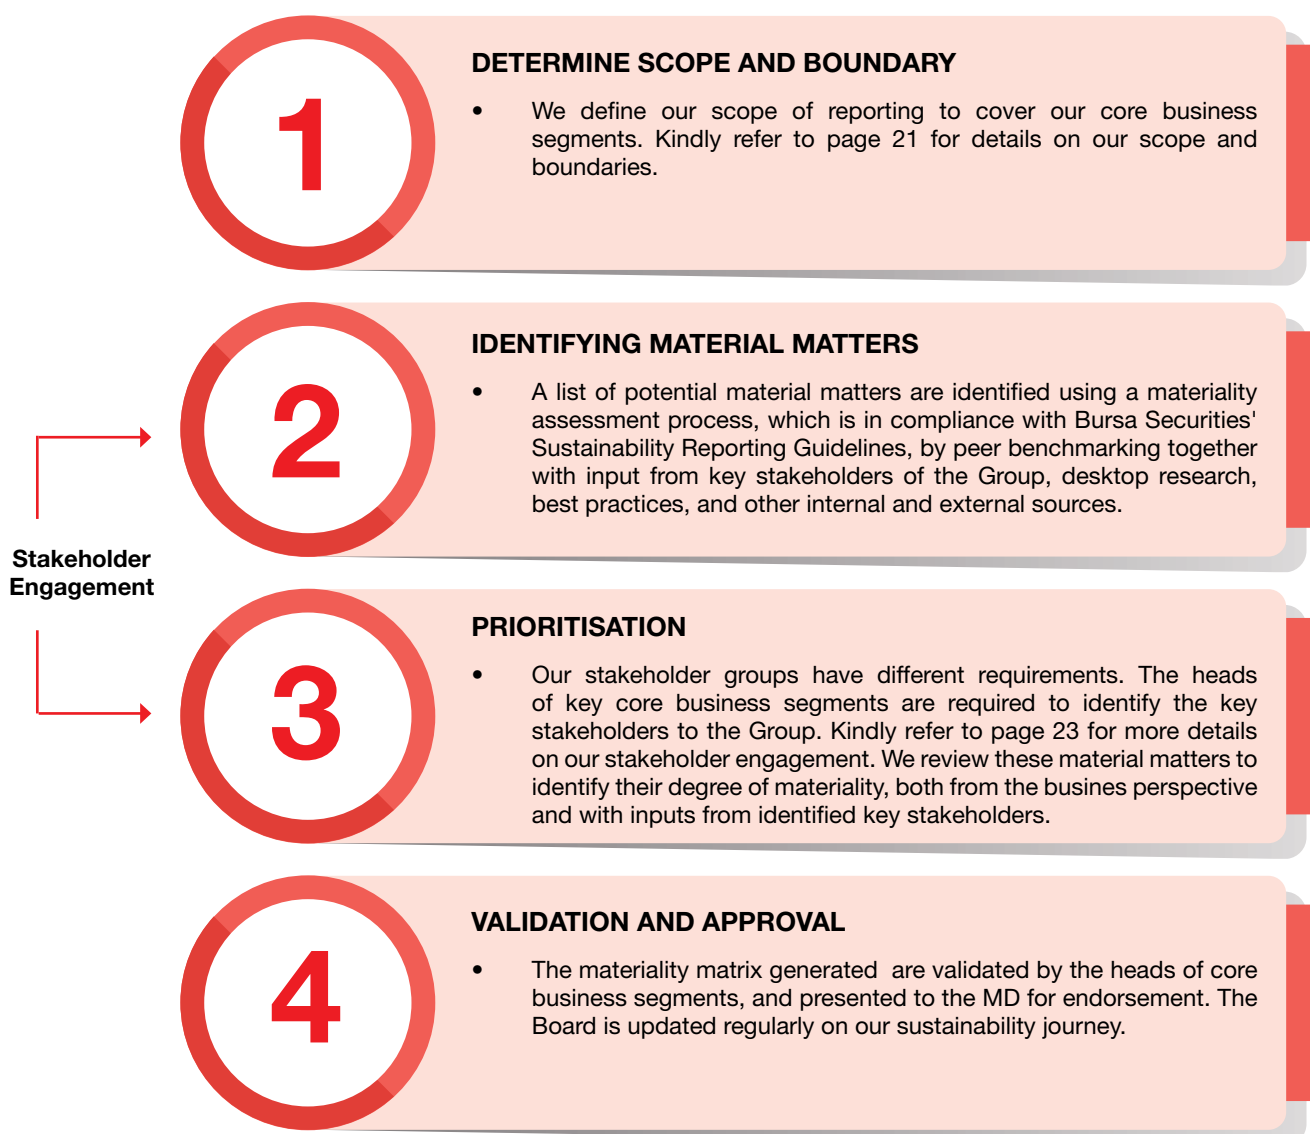 1
DETERMINE SCOPE AND BOUNDARY
• We define our scope of reporting to cover our core business
segments. Kindly refer to page 21 for details on our scope and
boundaries.
2
IDENTIFYING MATERIAL MATTERS
• A list of potential material matters are identified using a materiality
assessment process, which is in compliance with Bursa Securities'
Sustainability Reporting Guidelines, by peer benchmarking together
with input from key stakeholders of the Group, desktop research,
best practices, and other internal and external sources.
Stakeholder
Engagement
3
PRIORITISATION
• Our stakeholder groups have different requirements. The heads
of key core business segments are required to identify the key
stakeholders to the Group. Kindly refer to page 23 for more details
on our stakeholder engagement. We review these material matters to
identify their degree of materiality, both from the busines perspective
and with inputs from identified key stakeholders.
4
VALIDATION AND APPROVAL
• The materiality matrix generated are validated by the heads of core
business segments, and presented to the MD for endorsement. The
Board is updated regularly on our sustainability journey.